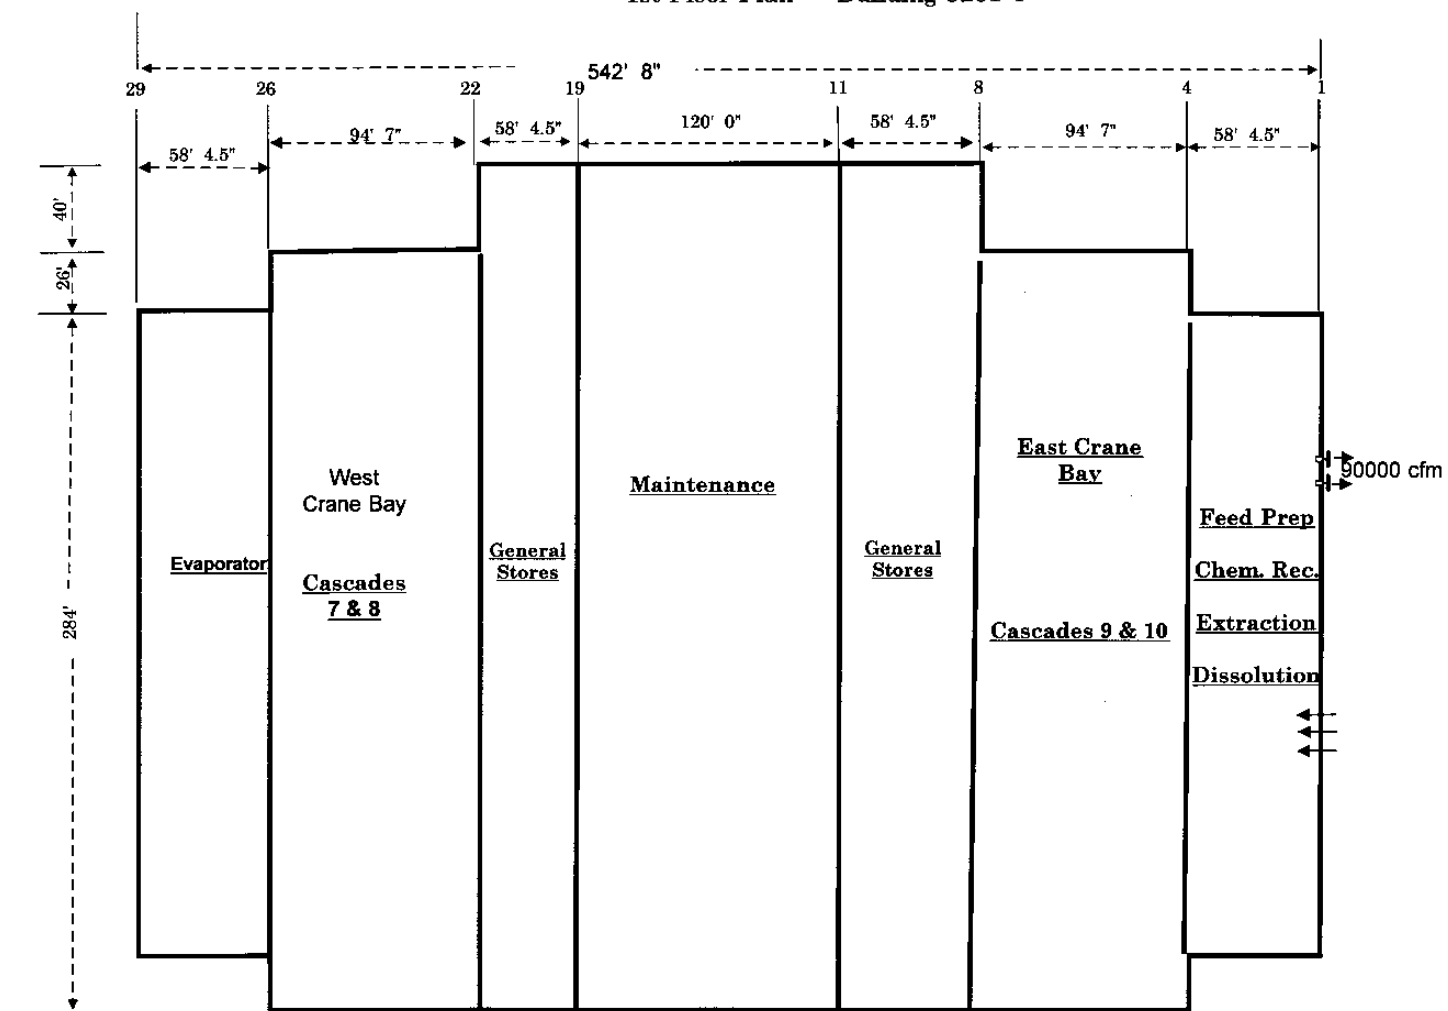 542' 8"
29 26 22 19 11 8 4 1
58' 4.5" 94' 7" 58' 4.5" 120' 0" 58' 4.5" 94' 7" 58' 4.5"
40'
26'
284'
Evaporator
West
Crane Bay
Cascades
7 & 8
General
Stores
Maintenance
General
Stores
East Crane
Bay
Cascades 9 & 10
90000 cfm
Feed Prep
Chem. Rec.
Extraction
Dissolution